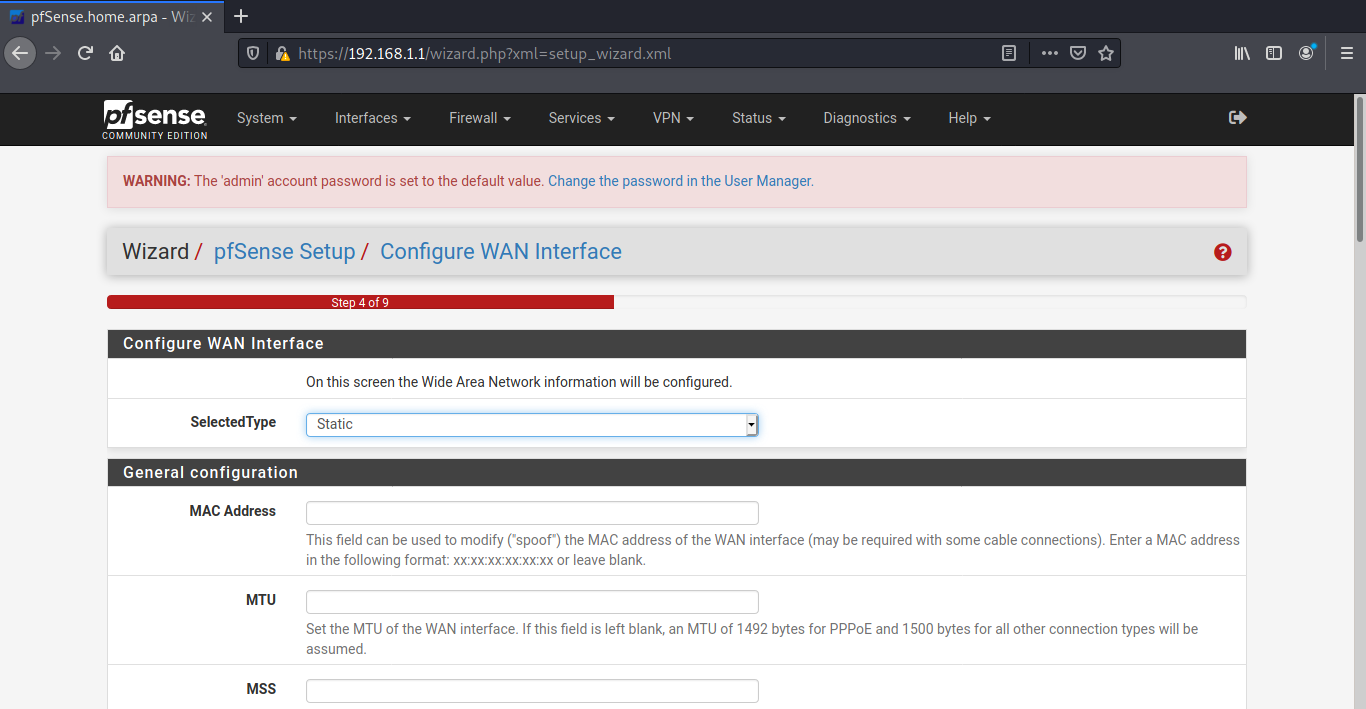 pfSense.home.arpa - Wiz
https://192.168.1.1/wizard.php?xml=setup_wizard.xml
pfsense
COMMUNITY EDITION
System
Interfaces
Firewall
Services
VPN
Status
Diagnostics
Help
WARNING: The 'admin' account password is set to the default value. Change the password in the User Manager.
Wizard / pfSense Setup / Configure WAN Interface
Step 4 of 9
Configure WAN Interface
On this screen the Wide Area Network information will be configured.
SelectedType
Static
General configuration
MAC Address
This field can be used to modify ("spoof") the MAC address of the WAN interface (may be required with some cable connections). Enter a MAC address
in the following format: xx:xx:xx:xx:xx:xx or leave blank.
MTU
Set the MTU of the WAN interface. If this field is left blank, an MTU of 1492 bytes for PPPoE and 1500 bytes for all other connection types will be
assumed.
MSS